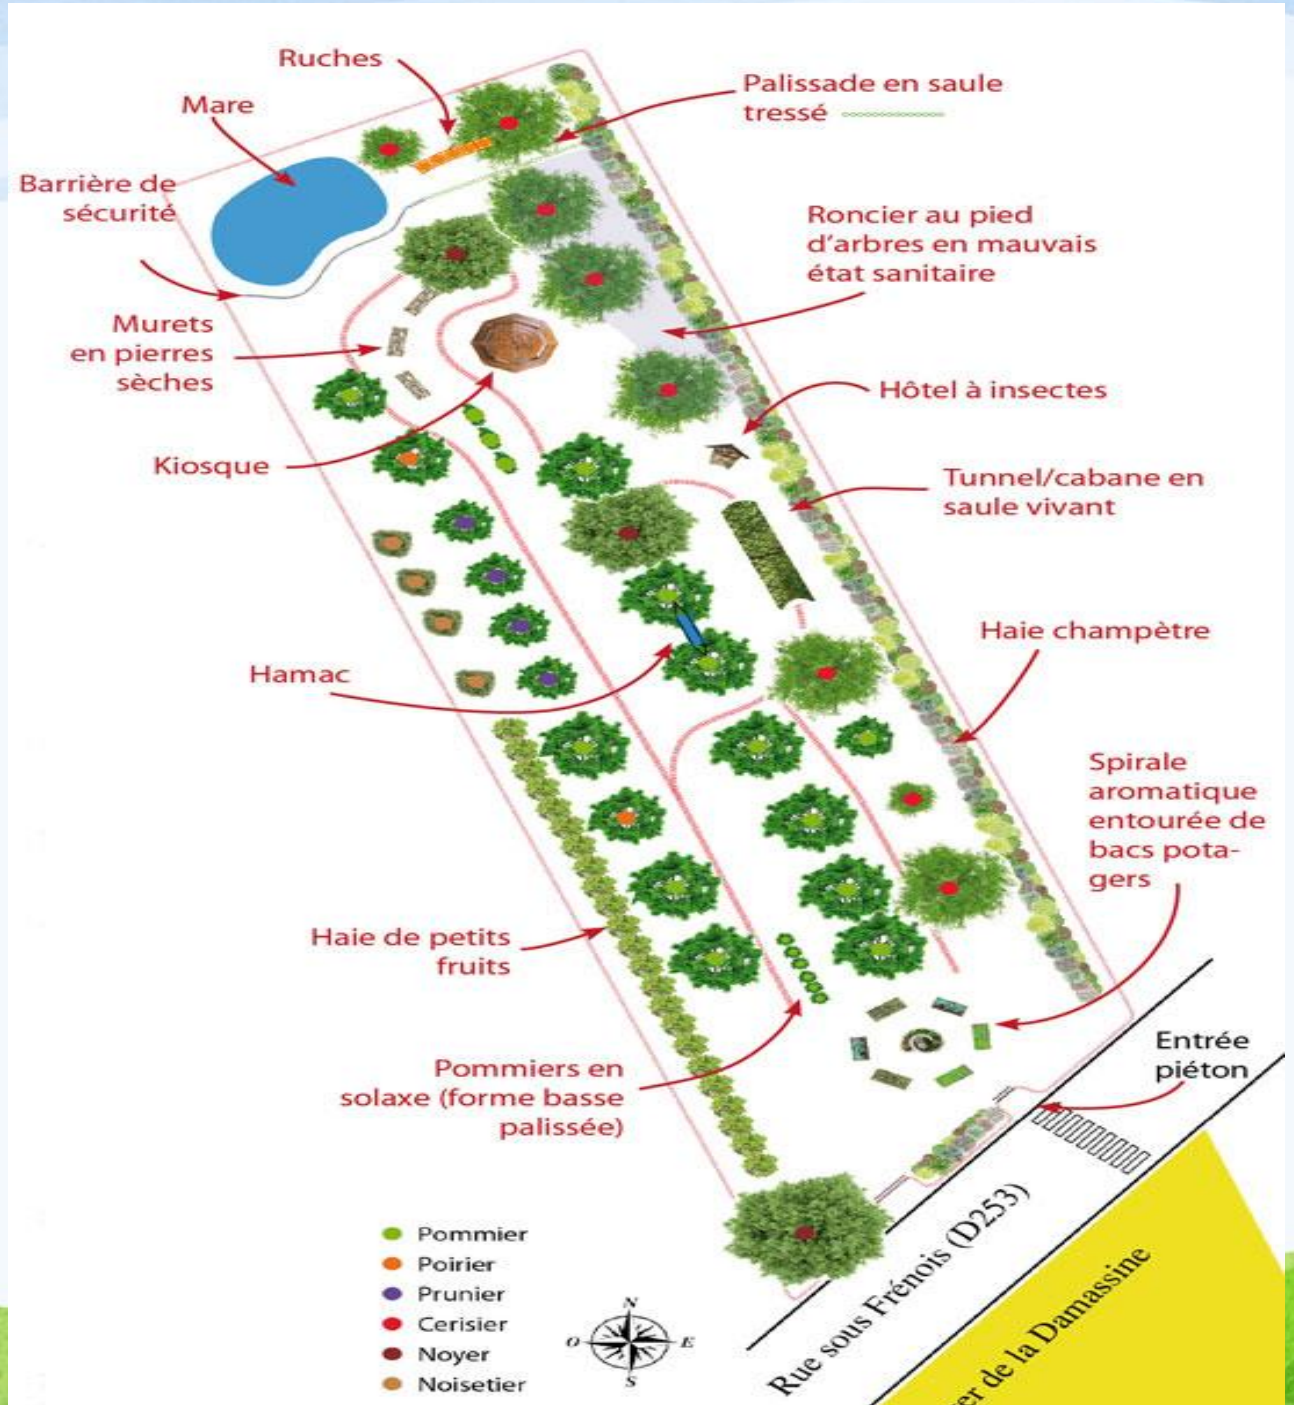 Ruches
Palissade en saule
tressé
Mare
Barrière de
sécurité
Roncier au pied
d'arbres en mauvais
état sanitaire
Murets
en pierres
sèches
Hôtel à insectes
Kiosque
Tunnel/cabane en
saule vivant
Haie champètre
Hamac
Spirale
aromatique
entourée de
bacs pota-
gers
Haie de petits
fruits
Entrée
piéton
Pommiers en
solaxe (forme basse
palissée)
Rue sous Frénois (D253)
er de la Damassine
Pommier
Poirier
Prunier
Cerisier
Noyer
Noisetier
N
O
E
S